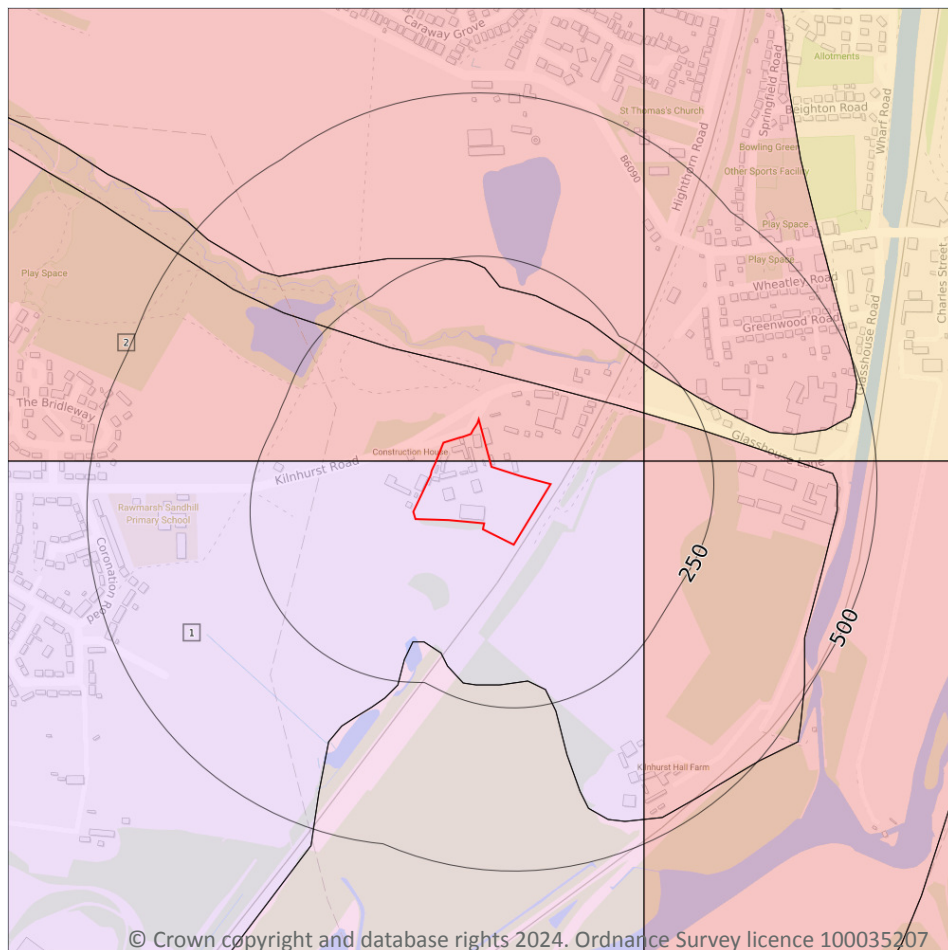 Caraway Grove
Allotments
Springfield Road
Beighton Road
Wharf Road
St Thomas's Church
B6090
Highthorn Road
Bowling Green
Other Sports Facility
Play Space
Charles Street
Play Space
Play Space
Wheatley Road
Greenwood Road
Glasshouse Road
2
The Bridleway
Glasshouse Lane
Construction House
Kilnhurst Road
Rawmarsh Sandhill
Primary School
Coronation Road
250
500
1
Kilnhurst Hall Farm
© Crown copyright and database rights 2024. Ordnance Survey licence 100035207